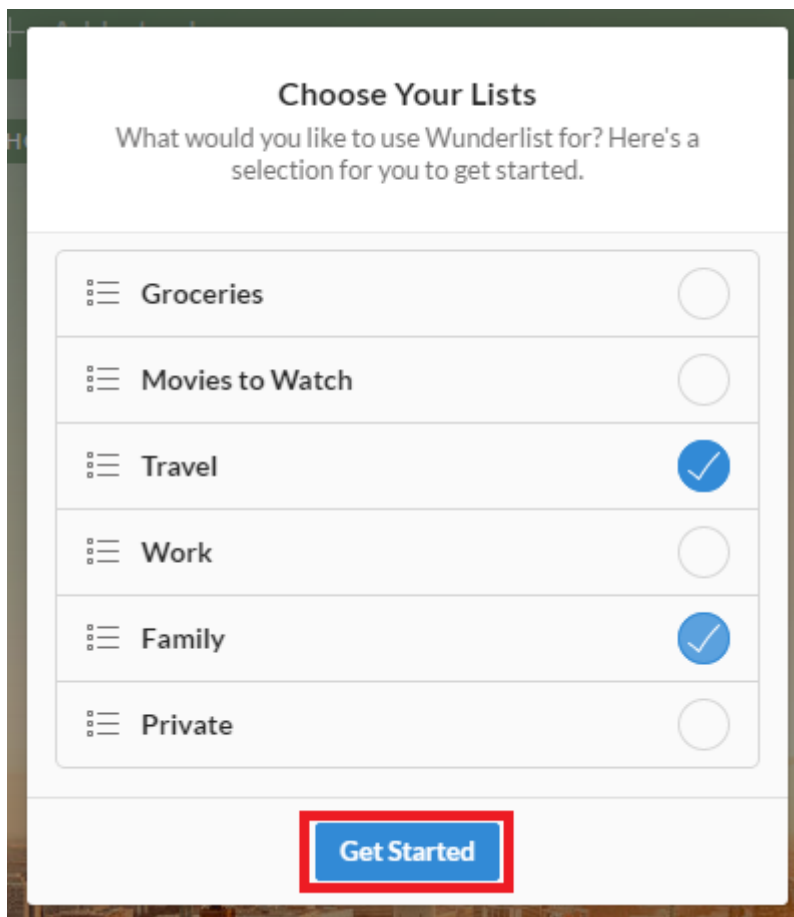 Choose Your Lists
What would you like to use Wunderlist for? Here's a
selection for you to get started.
Groceries
Movies to Watch
Travel
Work
Family
Private
Get Started